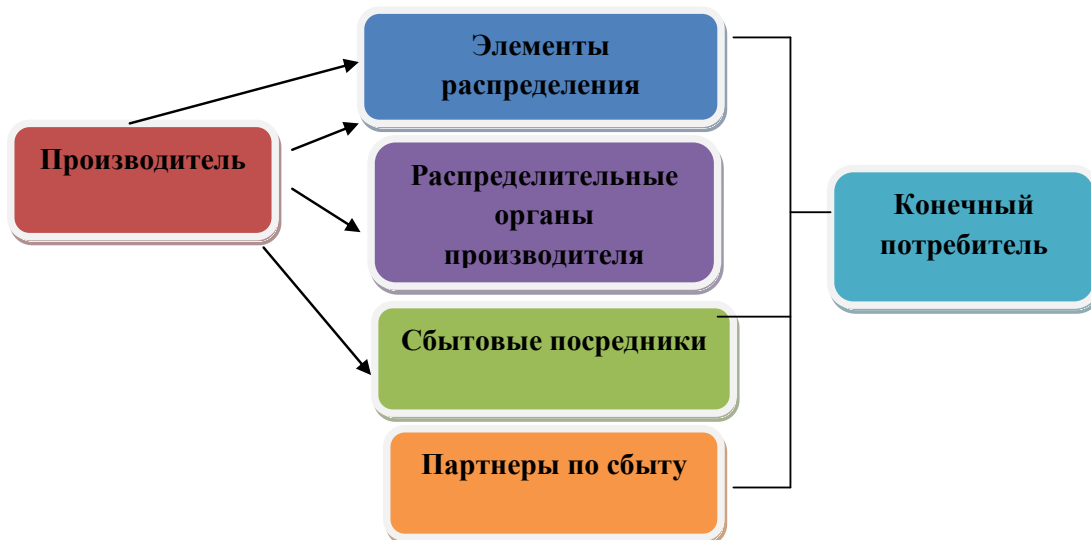 Производитель
Элементы
распределения
Распределительные
органы
производителя
Сбытовые посредники
Партнеры по сбыту
Конечный
потребитель